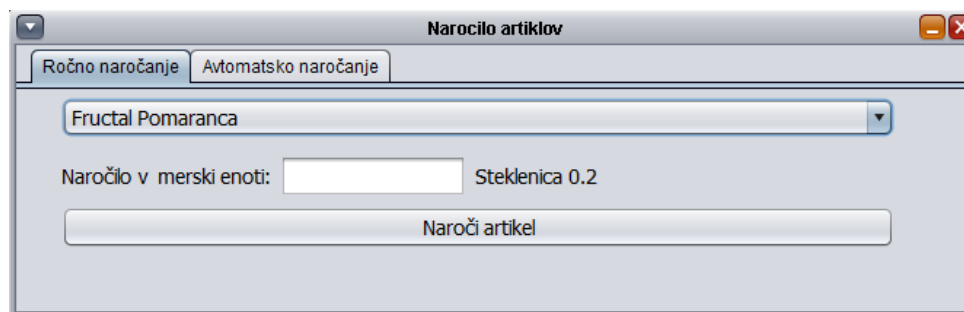 Narocilo artiklov
Ročno naročanje Avtomatsko naročanje
Fructal Pomaranca
Naročilo v merski enoti: Steklenica 0.2
Naroči artikel